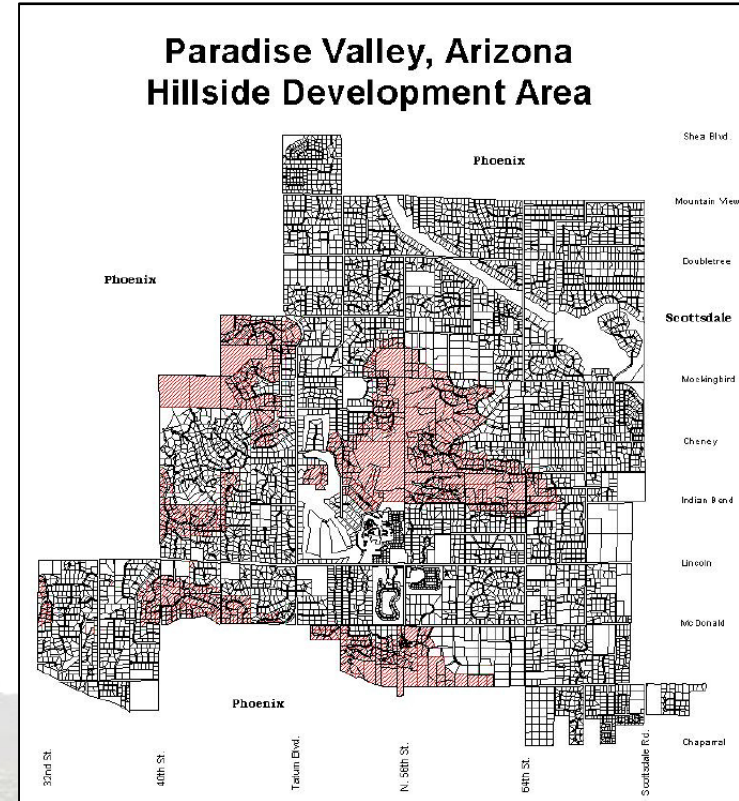 Paradise Valley, Arizona
Hillside Development Area
Shea Blvd.
Phoenix
Mountain View
Doubletree
Phoenix
Scottsdale
Mockingbird
Cheney
Indian Bend
Lincoln
McDonald
Phoenix
Chaparral
32nd St.
40th St.
Tatum Blvd.
N. 56th St.
64th St.
Scottsdale Rd.